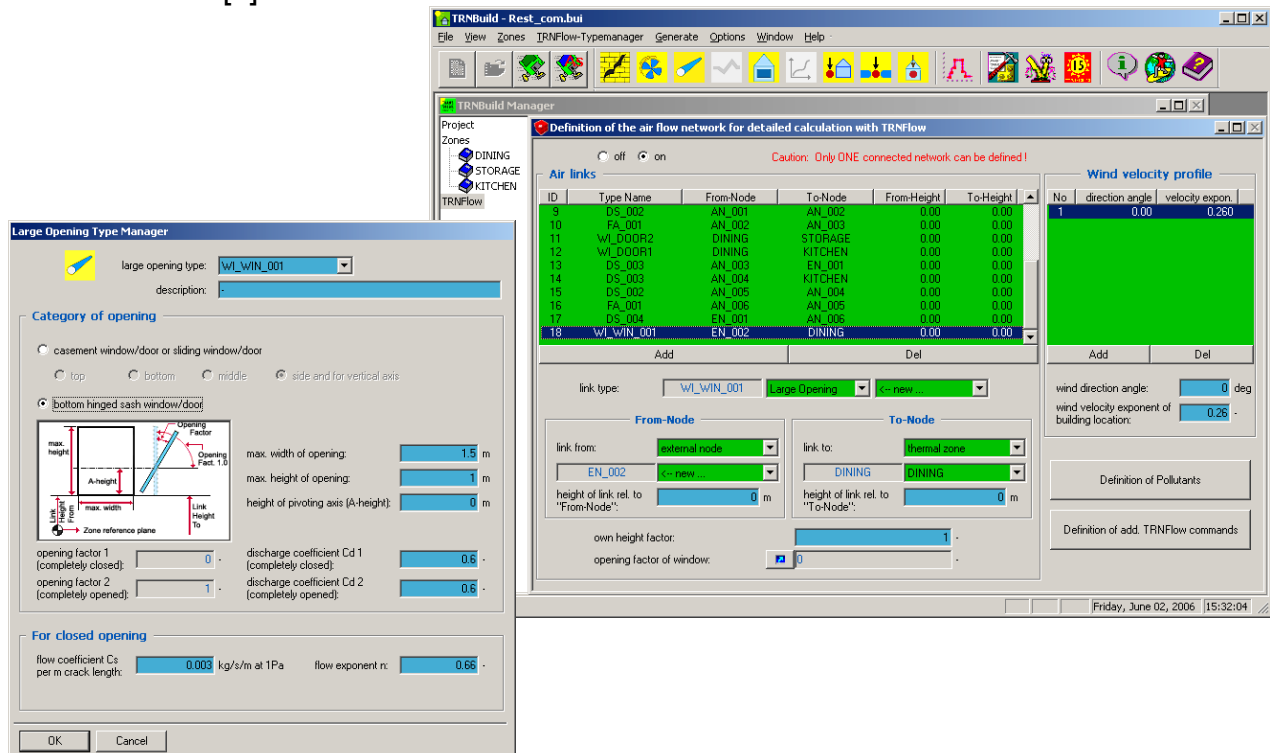 TRNBuild - Rest_com.bui
File View Zones TRNFlow-Typemanager Generate Options Window Help
15
TRNBuild Manager
Project
Zones
DINING
STORAGE
KITCHEN
TRNFlow
Definition of the air flow network for detailed calculation with TRNFlow
off on Caution: Only ONE connected network can be defined !
Air links
ID Type Name From-Node To-Node From-Height To-Height
9 DS_002 AN_001 AN_002 0.00 0.00
10 FA_001 AN_002 AN_003 0.00 0.00
11 WI_DOOR2 DINING STORAGE 0.00 0.00
12 WI_DOOR1 DINING KITCHEN 0.00 0.00
13 DS_003 AN_003 EN_001 0.00 0.00
14 DS_003 AN_004 KITCHEN 0.00 0.00
15 DS_002 AN_005 AN_004 0.00 0.00
16 FA_001 AN_006 AN_005 0.00 0.00
17 DS_004 EN_001 AN_006 0.00 0.00
18 WI_WIN_001 EN_002 DINING 0.00 0.00
Add Del
link type: WI_WIN_001 Large Opening <-- new ...
From-Node
link from: external node
EN_002 <-- new ...
height of link rel. to
"From-Node": 0 m
To-Node
link to: thermal zone
DINING DINING
height of link rel. to
"To-Node": 0 m
own height factor: 1 -
opening factor of window: 0 -
Wind velocity profile
No direction angle velocity expon.
1 0.00 0.260
Add Del
wind direction angle: 0 deg
wind velocity exponent of
building location: 0.26 -
Definition of Pollutants
Definition of add. TRNFlow commands
Friday, June 02, 2006 15:32:04
Large Opening Type Manager
large opening type: WI_WIN_001
description: -
Category of opening
casement window/door or sliding window/door
top bottom middle side and for vertical axis
bottom hinged sash window/door
Opening
Factor
max.
height
Opening
Fact. 1.0
A-height
max. width
Link
Height
From
Link
Height
To
Zone reference plane
max. width of opening: 1.5 m
max. height of opening: 1 m
height of pivoting axis (A-height): 0 m
opening factor 1
(completely closed): 0 -
discharge coefficient Cd 1
(completely closed): 0.6 -
opening factor 2
(completely opened): 1 -
discharge coefficient Cd 2
(completely opened): 0.6 -
For closed opening
flow coefficient Cs
per m crack length: 0.003 kg/s/m at 1Pa flow exponent n: 0.66 -
OK Cancel